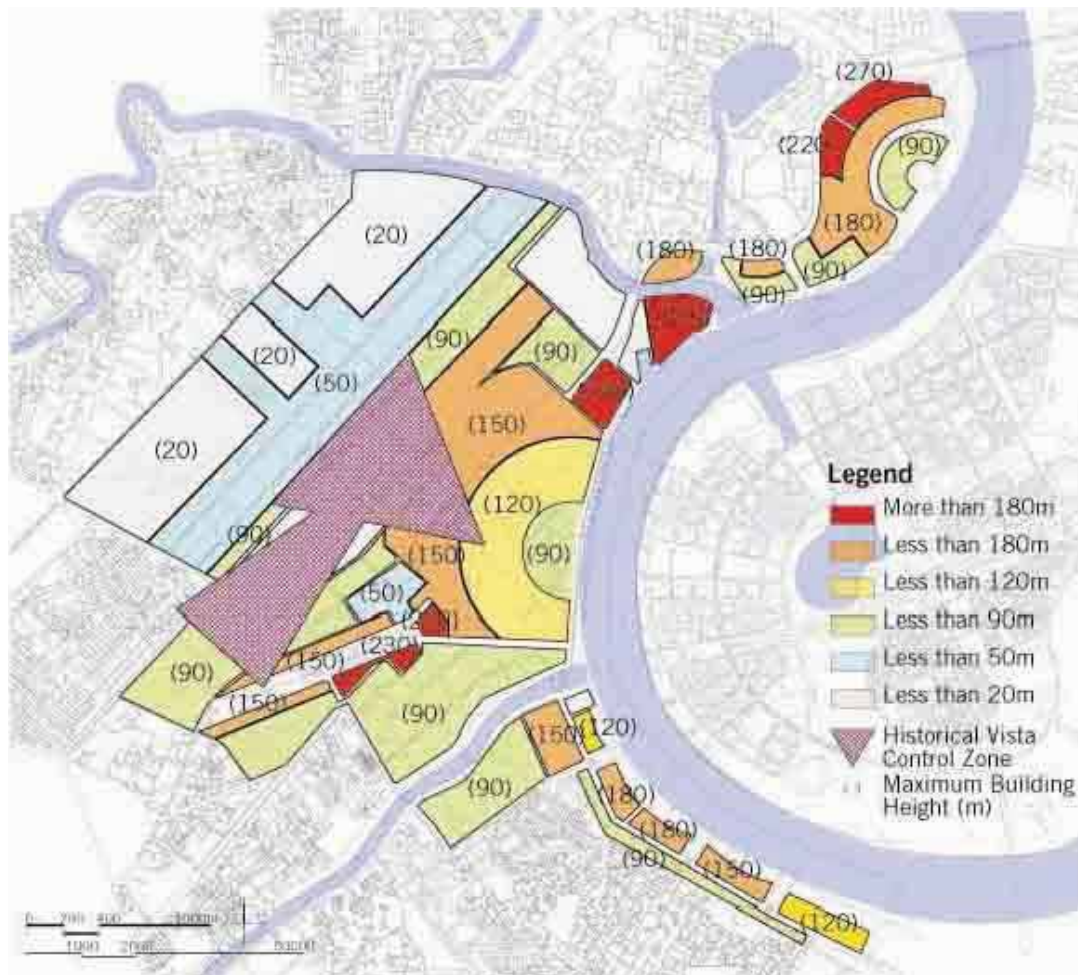 (270)
(220
(90)
(20)
(180)
(180)
(180)
(90)
(90)
(90)
(90)
(20)
(50)
(150)
(20)
(120)
(90)
(150)
(90)
(50)
(230)
(150)
(90)
(150)
(90)
(120)
(90)
(180)
(180)
(90)
(120)
Legend
More than 180m
Less than 180m
Less than 120m
Less than 90m
Less than 50m
Less than 20m
Historical Vista
Control Zone
Maximum Building
Height (m)